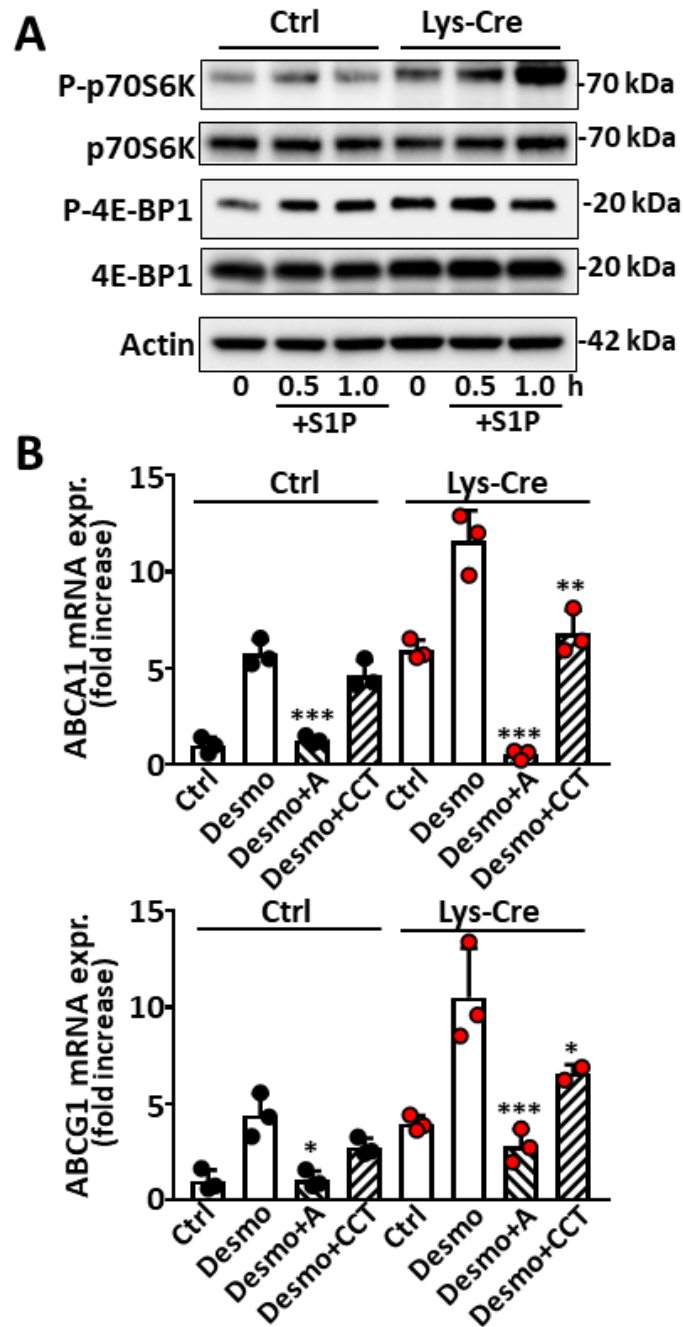 A
Ctrl Lys-Cre
P-p70S6K -70 kDa
p70S6K -70 kDa
P-4E-BP1 -20 kDa
4E-BP1 -20 kDa
Actin -42 kDa
0 0.5 1.0 0 0.5 1.0 h
+S1P +S1P
B
ABCA1 mRNA expr.
(fold increase)
15
10
5
0
Ctrl Lys-Cre
*** *** **
Ctrl Desmo Desmo+A Desmo+CCT Ctrl Desmo Desmo+A Desmo+CCT
ABCG1 mRNA expr.
(fold increase)
15
10
5
0
Ctrl Lys-Cre
* *** *
Ctrl Desmo Desmo+A Desmo+CCT Ctrl Desmo Desmo+A Desmo+CCT